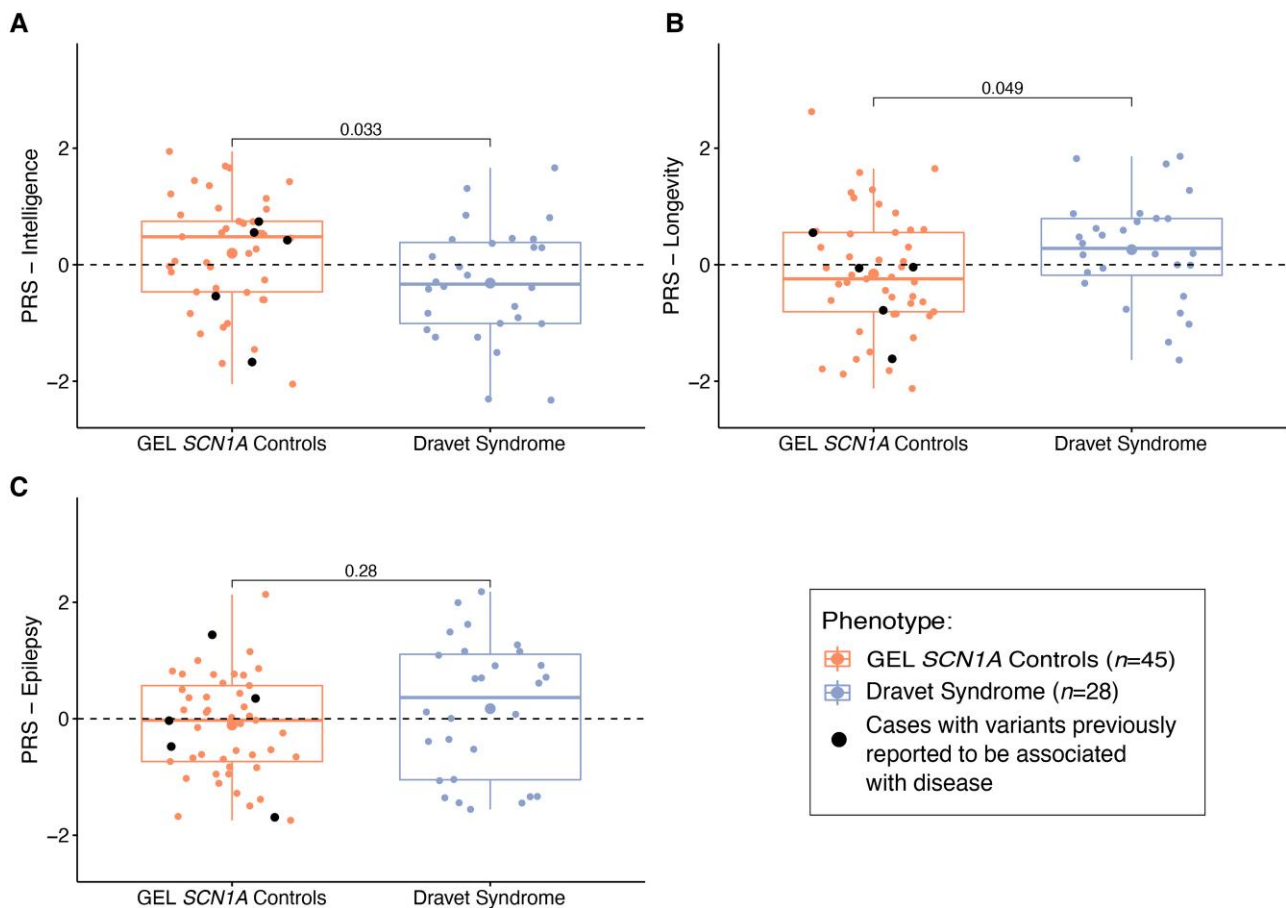 A
PRS – Intelligence
2
0
−2
0.033
GEL SCN1A Controls
Dravet Syndrome
B
PRS – Longevity
2
0
−2
0.049
GEL SCN1A Controls
Dravet Syndrome
C
PRS – Epilepsy
2
0
−2
0.28
GEL SCN1A Controls
Dravet Syndrome
Phenotype:
GEL SCN1A Controls (n=45)
Dravet Syndrome (n=28)
Cases with variants previously
reported to be associated
with disease